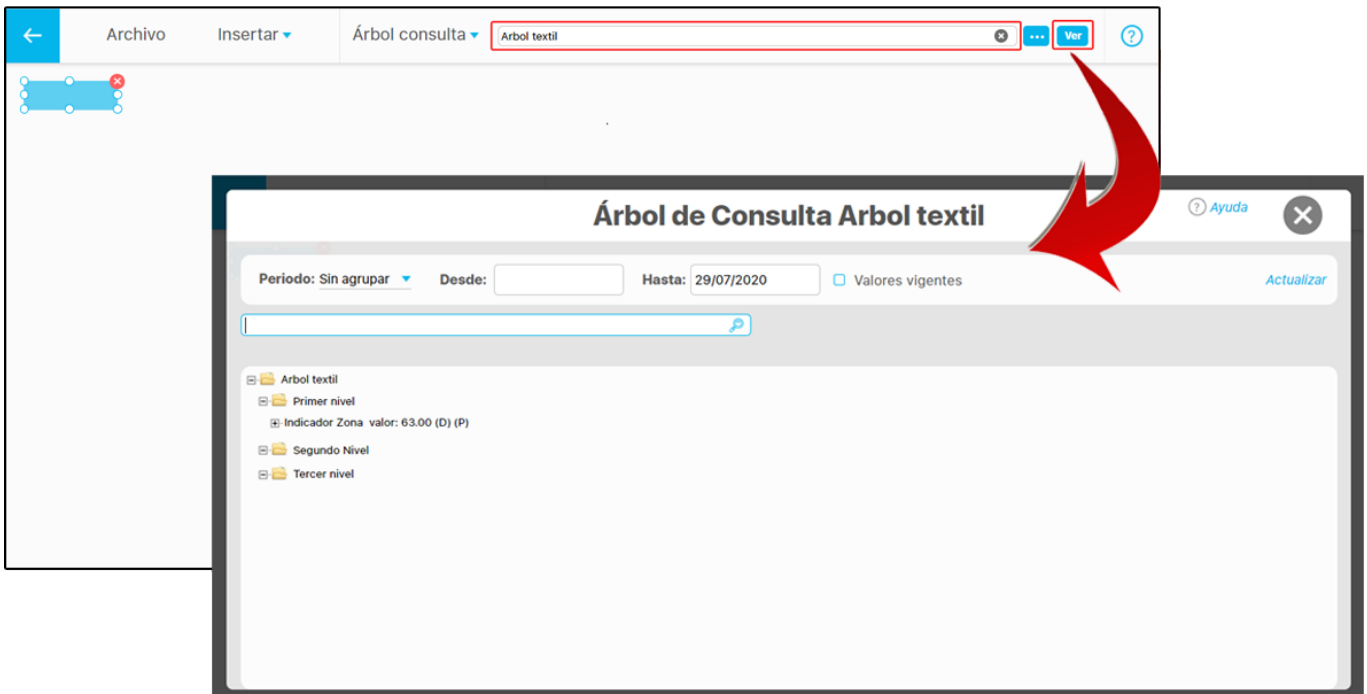 Archivo Insertar Árbol consulta Arbol textil ... Ver ?
Árbol de Consulta Arbol textil ? Ayuda
Periodo: Sin agrupar Desde: Hasta: 29/07/2020 Valores vigentes Actualizar
Arbol textil
Primer nivel
Indicador Zona valor: 63.00 (D) (P)
Segundo Nivel
Tercer nivel